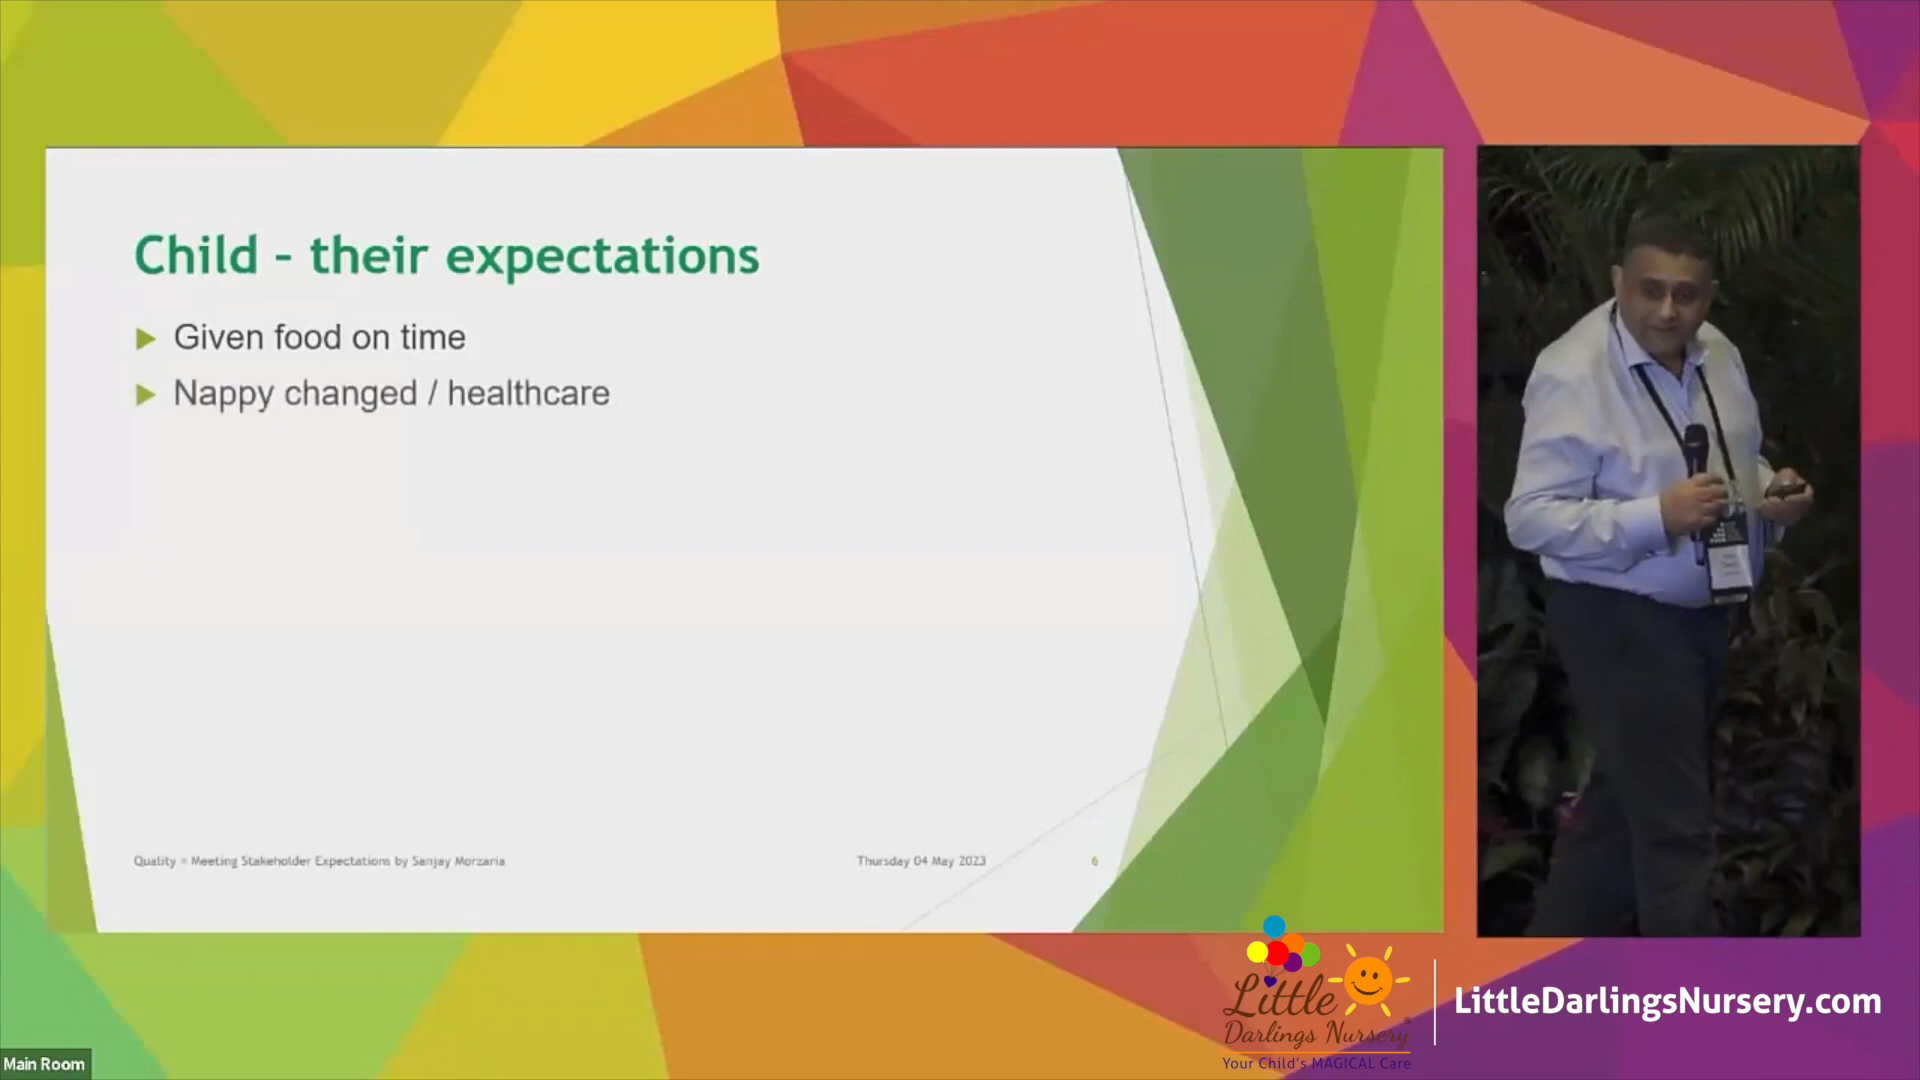 Child - their expectations
Given food on time
Nappy changed / healthcare
Quality = Meeting Stakeholder Expectations by Sanjay Morzaria
Thursday 04 May 2023
6
Little
Darlings Nursery®
Your Child's MAGICAL Care
LittleDarlingsNursery.com
Main Room